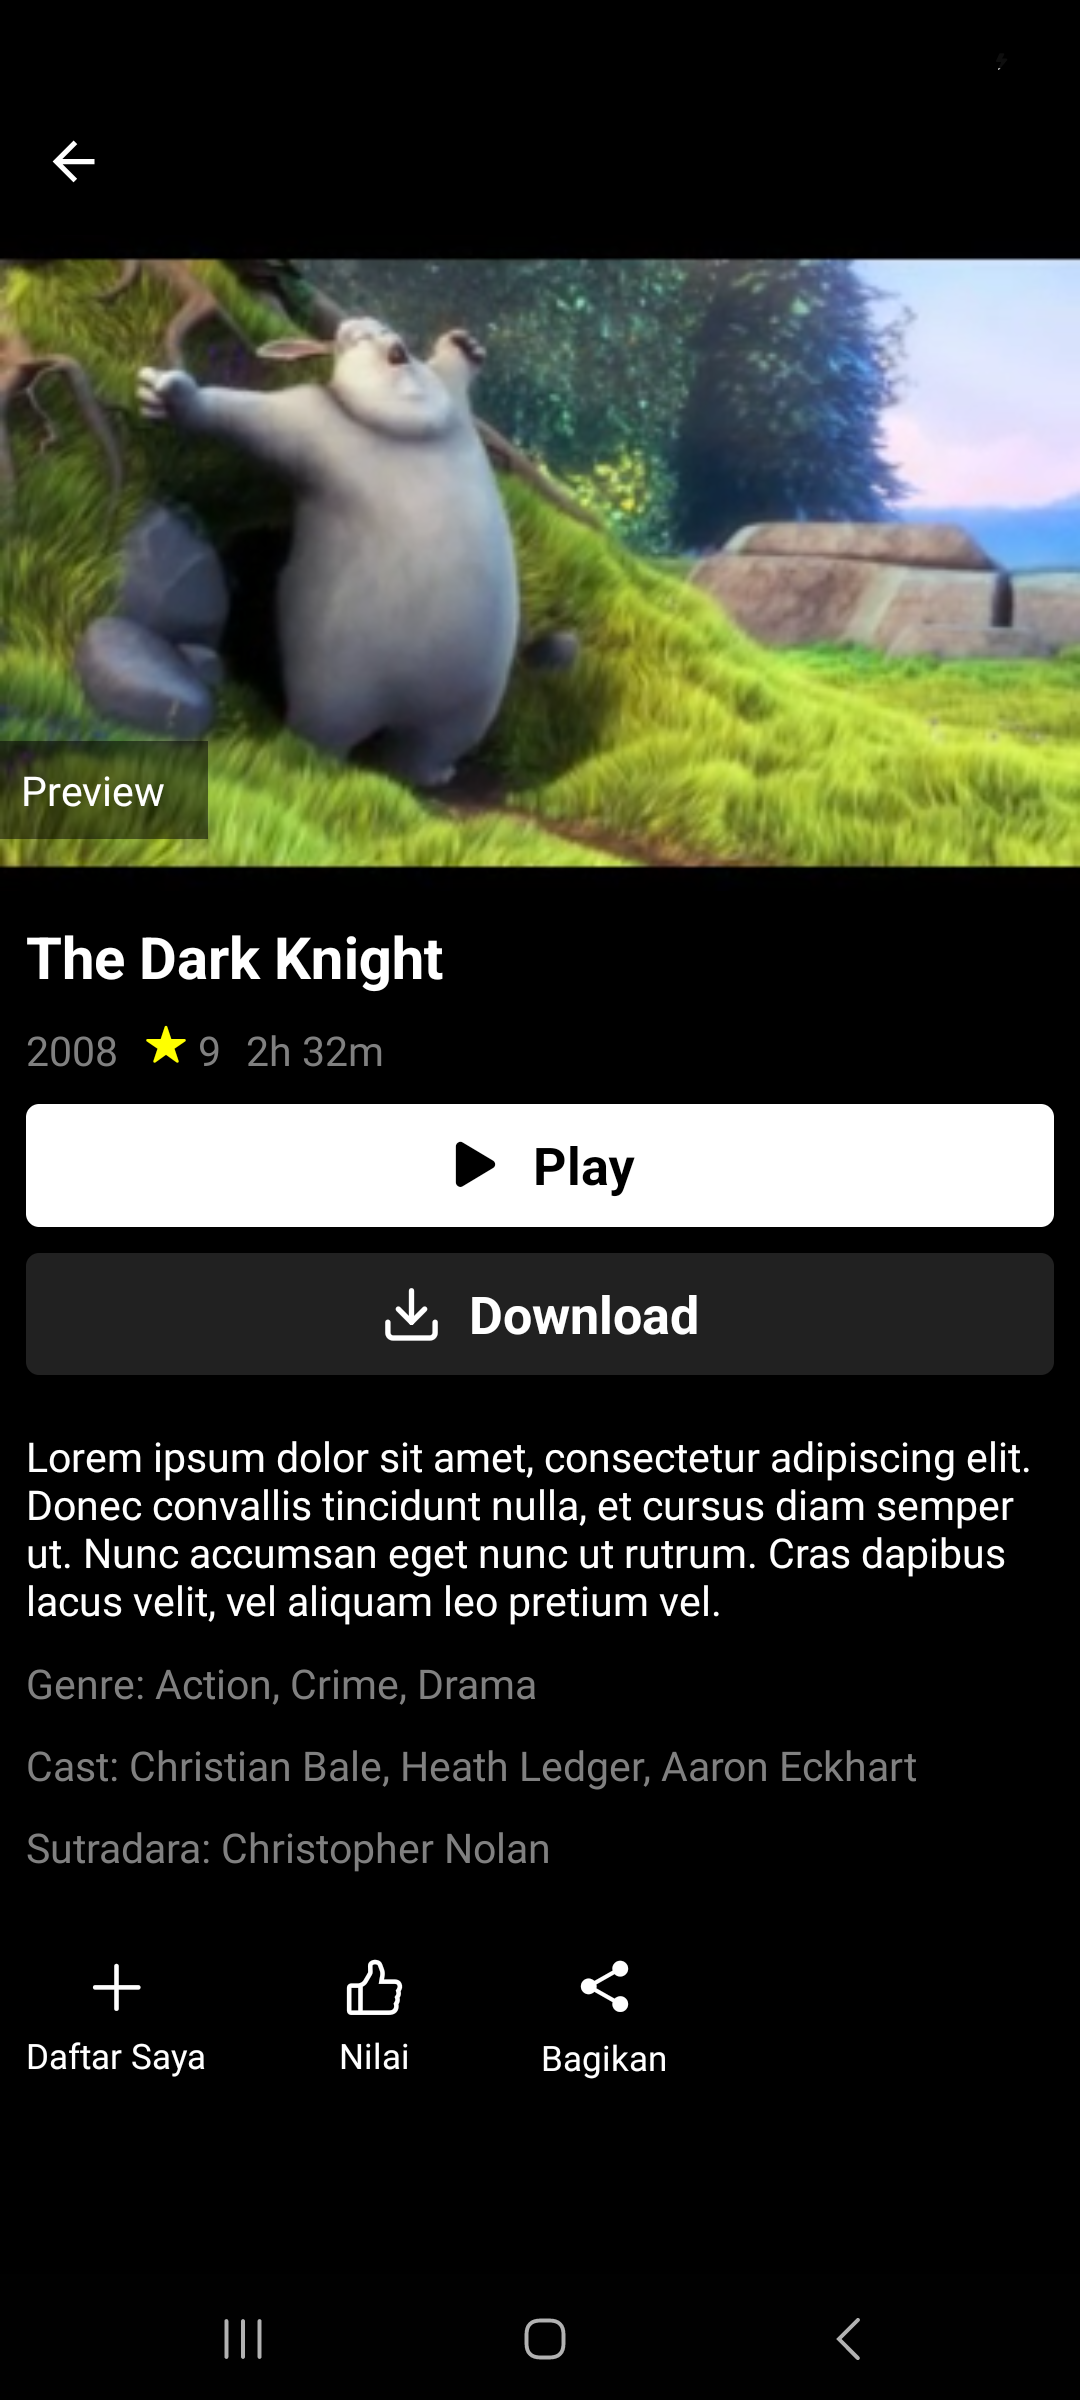 Preview
The Dark Knight
2008 9 2h 32m
Play
Download
Lorem ipsum dolor sit amet, consectetur adipiscing elit.
Donec convallis tincidunt nulla, et cursus diam semper
ut. Nunc accumsan eget nunc ut rutrum. Cras dapibus
lacus velit, vel aliquam leo pretium vel.
Genre: Action, Crime, Drama
Cast: Christian Bale, Heath Ledger, Aaron Eckhart
Sutradara: Christopher Nolan
Daftar Saya Nilai Bagikan